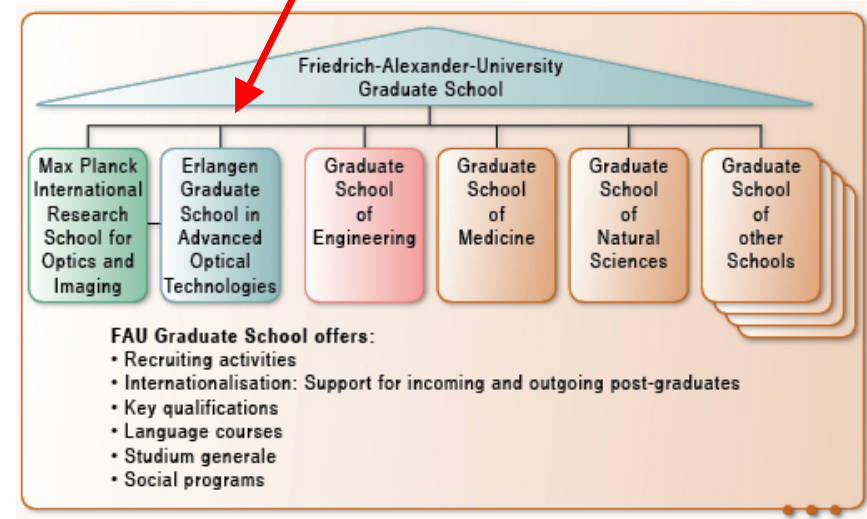 Friedrich-Alexander-University
Graduate School
Max Planck
International
Research
School for
Optics and
Imaging
Erlangen
Graduate
School in
Advanced
Optical
Technologies
Graduate
School
of
Engineering
Graduate
School
of
Medicine
Graduate
School
of
Natural
Sciences
Graduate
School
of
other
Schools
FAU Graduate School offers:
• Recruiting activities
• Internationalisation: Support for incoming and outgoing post-graduates
• Key qualifications
• Language courses
• Studium generale
• Social programs